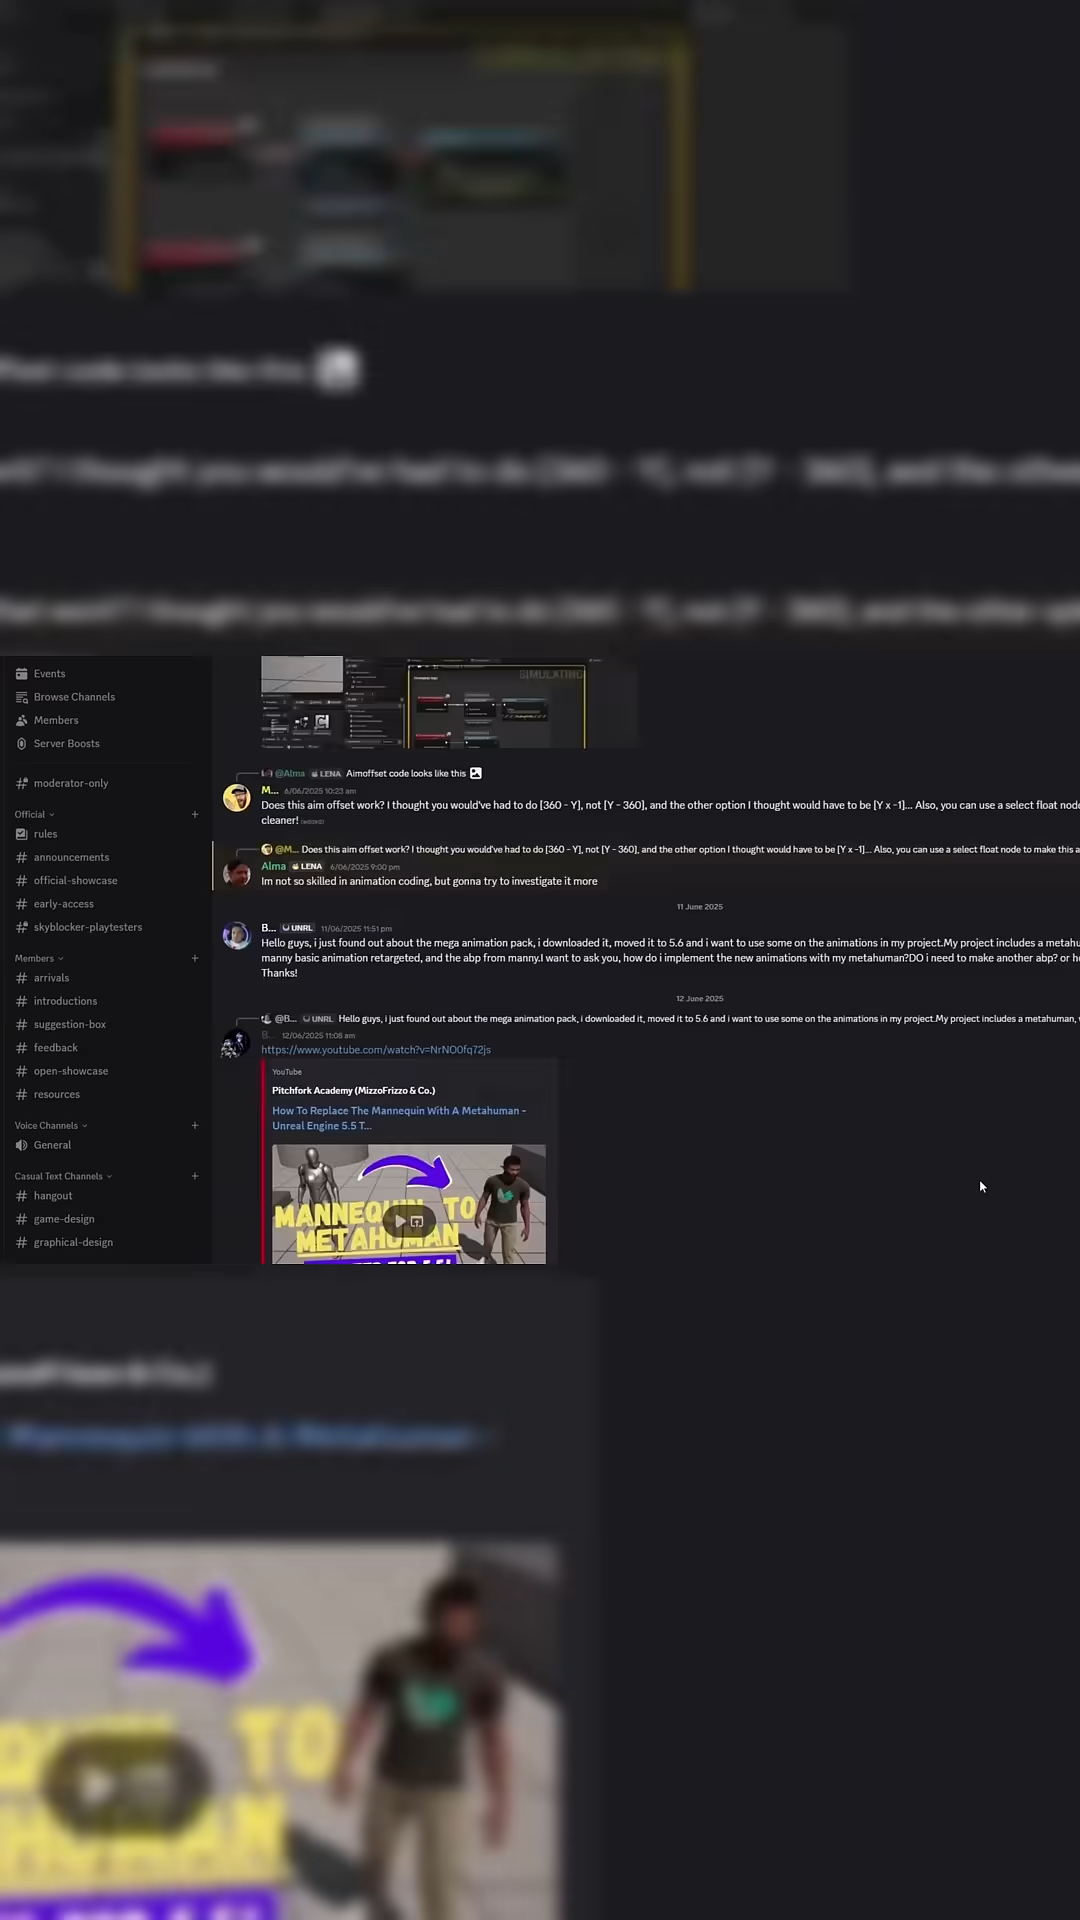 SIMULATING
Events
Browse Channels
Members
Server Boosts
moderator-only
Official
rules
announcements
official-showcase
early-access
skyblocker-playtesters
Members
arrivals
introductions
suggestion-box
feedback
open-showcase
resources
Voice Channels
General
Casual Text Channels
hangout
game-design
graphical-design
@Alma LENA Aimoffset code looks like this
M... 6/06/2025 10:23 am
Does this aim offset work? I thought you would've had to do [360 - Y], not [Y - 360], and the other option I thought would have to be [Y x -1]... Also, you can use a select float node
cleaner! (edited)
@M... Does this aim offset work? I thought you would've had to do [360 - Y], not [Y - 360], and the other option I thought would have to be [Y x -1]... Also, you can use a select float node to make this a
Alma LENA 6/06/2025 9:00 pm
Im not so skilled in animation coding, but gonna try to investigate it more
11 June 2025
B... UNRL 11/06/2025 11:51 pm
Hello guys, i just found out about the mega animation pack, i downloaded it, moved it to 5.6 and i want to use some on the animations in my project.My project includes a metahu
manny basic animation retargeted, and the abp from manny.I want to ask you, how do i implement the new animations with my metahuman?DO i need to make another abp? or h
Thanks!
12 June 2025
@B... UNRL Hello guys, i just found out about the mega animation pack, i downloaded it, moved it to 5.6 and i want to use some on the animations in my project.My project includes a metahuman,
B... 12/06/2025 11:08 am
https://www.youtube.com/watch?v=NrNO0fq72js
YouTube
Pitchfork Academy (MizzoFrizzo & Co.)
How To Replace The Mannequin With A Metahuman -
Unreal Engine 5.5 T...
MANNEQUIN TO
METAHUMAN